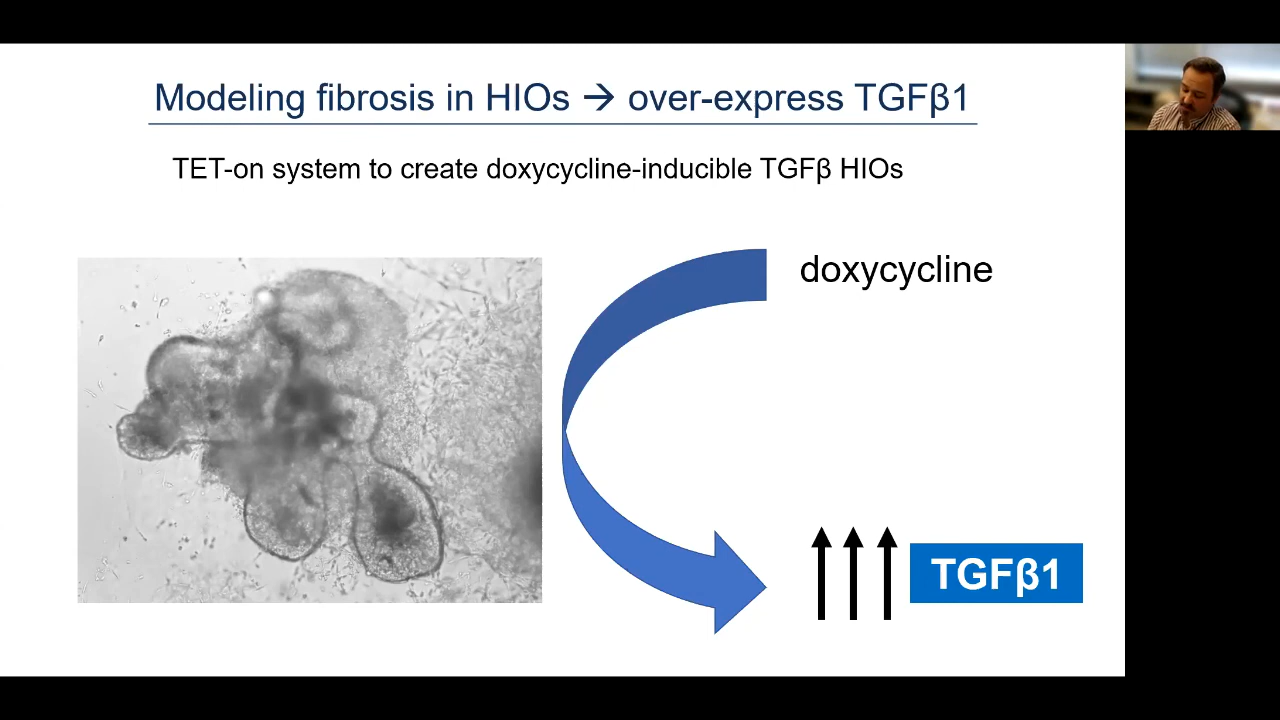 Modeling fibrosis in HIOs → over-express TGFβ1
TET-on system to create doxycycline-inducible TGFβ HIOs
doxycycline
TGFβ1